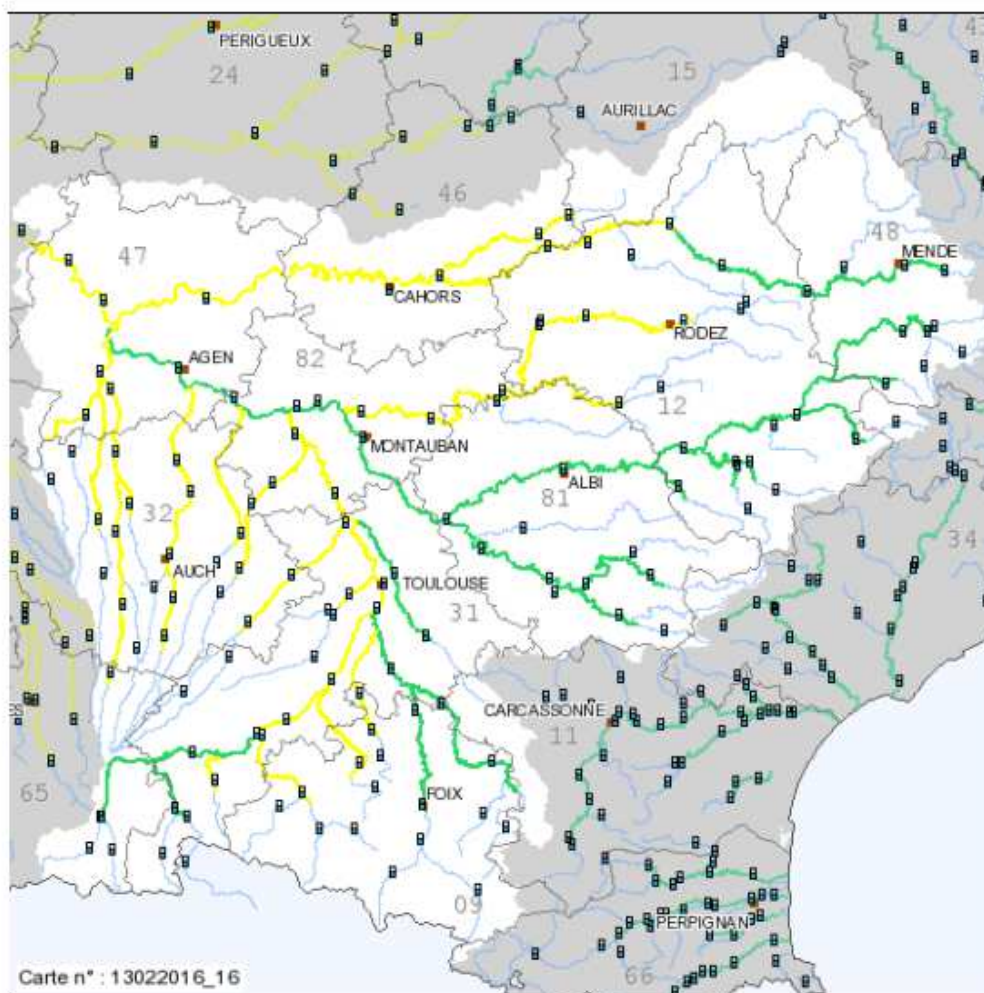 PERIGUEUX
24
15
43
AURILLAC
46
47
48
MENDE
CAHORS
RODEZ
AGEN
82
12
MONTAUBAN
ALBI
81
32
34
AUCH
TOULOUSE
31
CARCASSONNE
11
65
FOIX
09
PERPIGNAN
66
Carte n° : 13022016_16